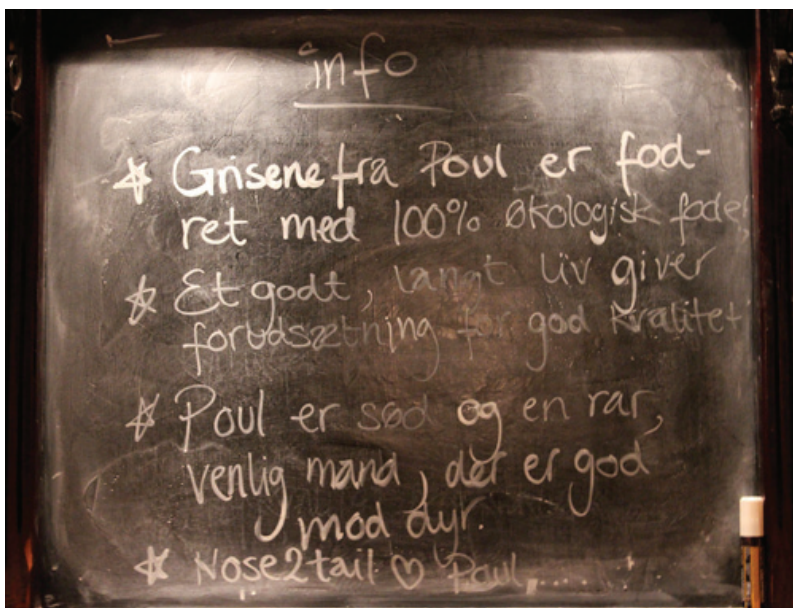 info
☆ Grisene fra Poul er fod-
ret med 100% økologisk foder
☆ Et godt, langt liv giver
forudsætning for god kvalitet
☆ Poul er sød og en rar,
venlig mand, der er god
mod dyr.
☆ Nose2tail ♡ Poul....